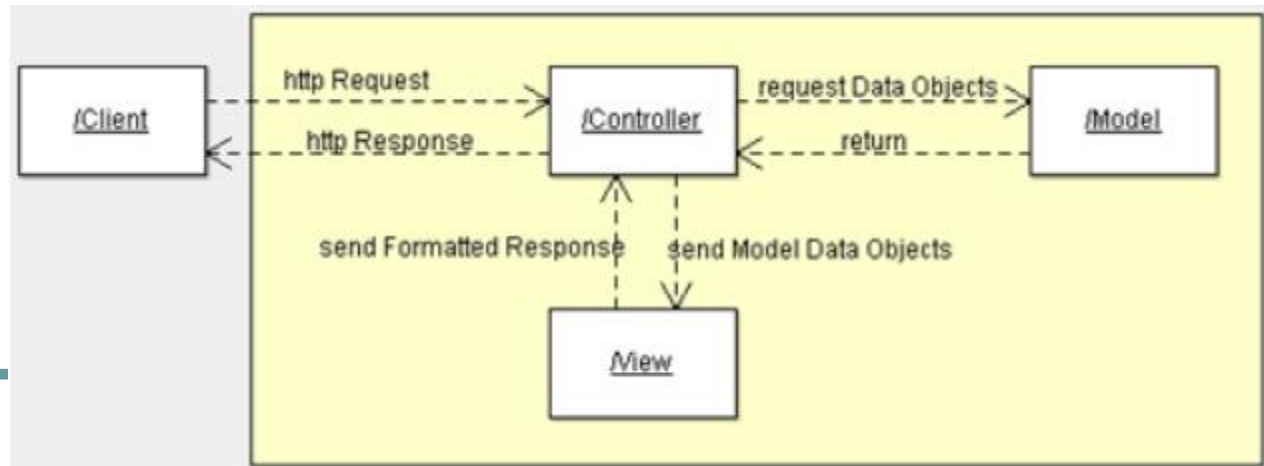 http Request
request Data Objects
/Client
/Controller
/Model
http Response
return
send Formatted Response
send Model Data Objects
/View